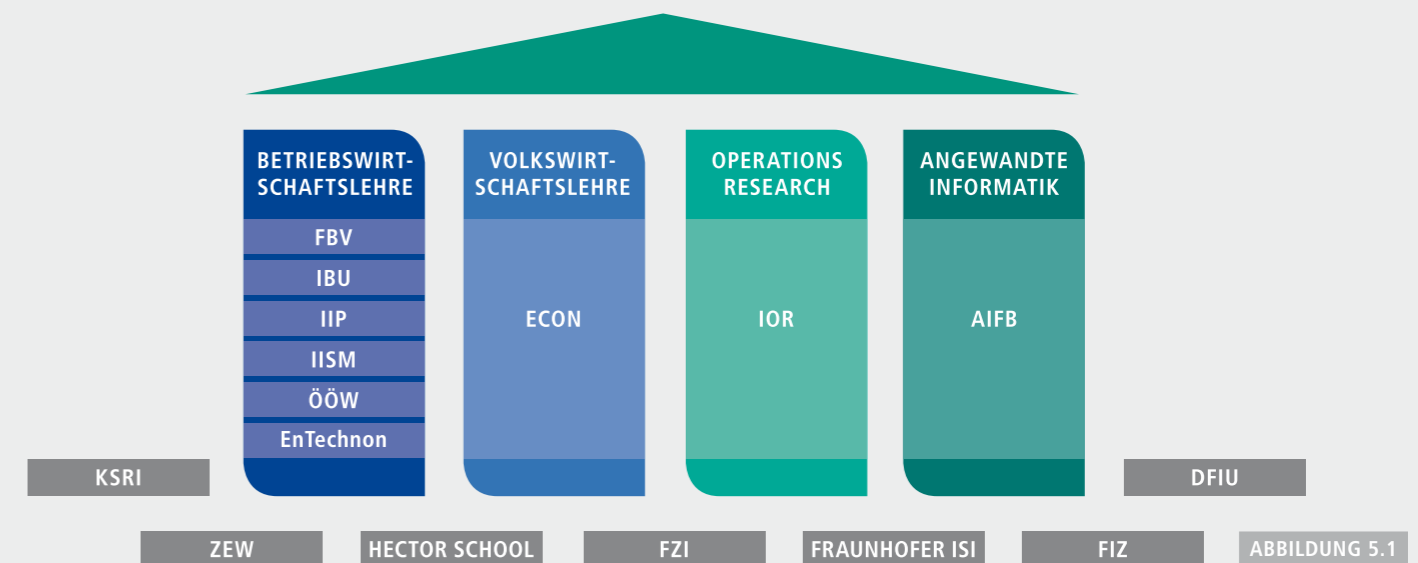 BETRIEBSWIRT-
SCHAFTSLEHRE
FBV
IBU
IIP
IISM
ÖÖW
EnTechnon
VOLKSWIRT-
SCHAFTSLEHRE
ECON
OPERATIONS
RESEARCH
IOR
ANGEWANDTE
INFORMATIK
AIFB
KSRI
DFIU
ZEW
HECTOR SCHOOL
FZI
FRAUNHOFER ISI
FIZ
ABBILDUNG 5.1